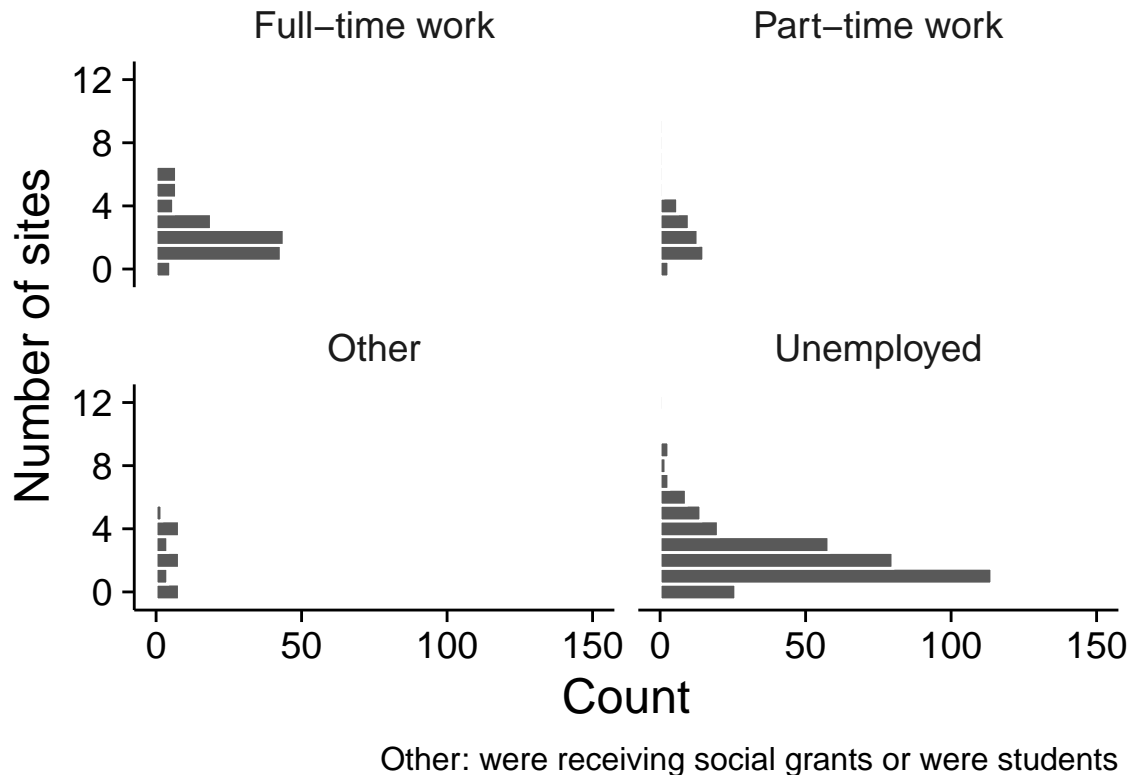 Full−time work
Part−time work
12
8
4
0
Number of sites
Other
Unemployed
12
8
4
0
0
50
100
150
0
50
100
150
Count
Other: were receiving social grants or were students